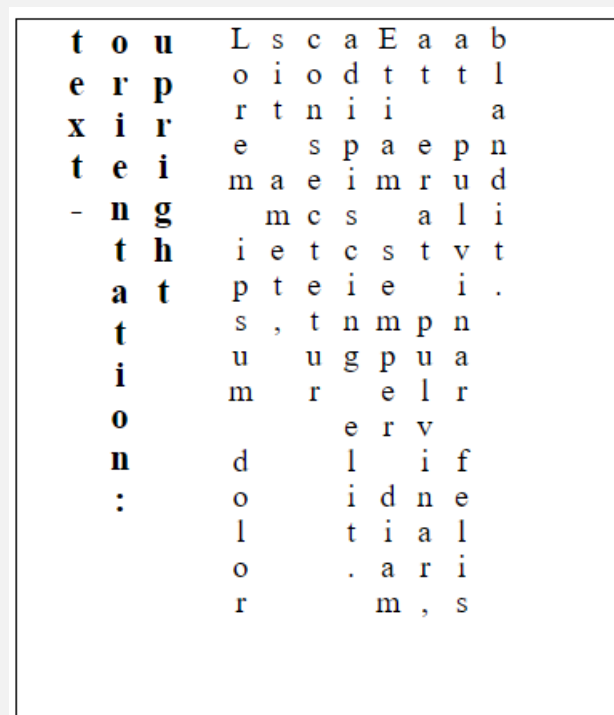 text-
orientation:
upright
Lorem ipsum dolor
sit amet,
consectetur
adipiscing elit.
Etiam semper diam
at erat pulvinar,
at pulvinar felis
blandit.